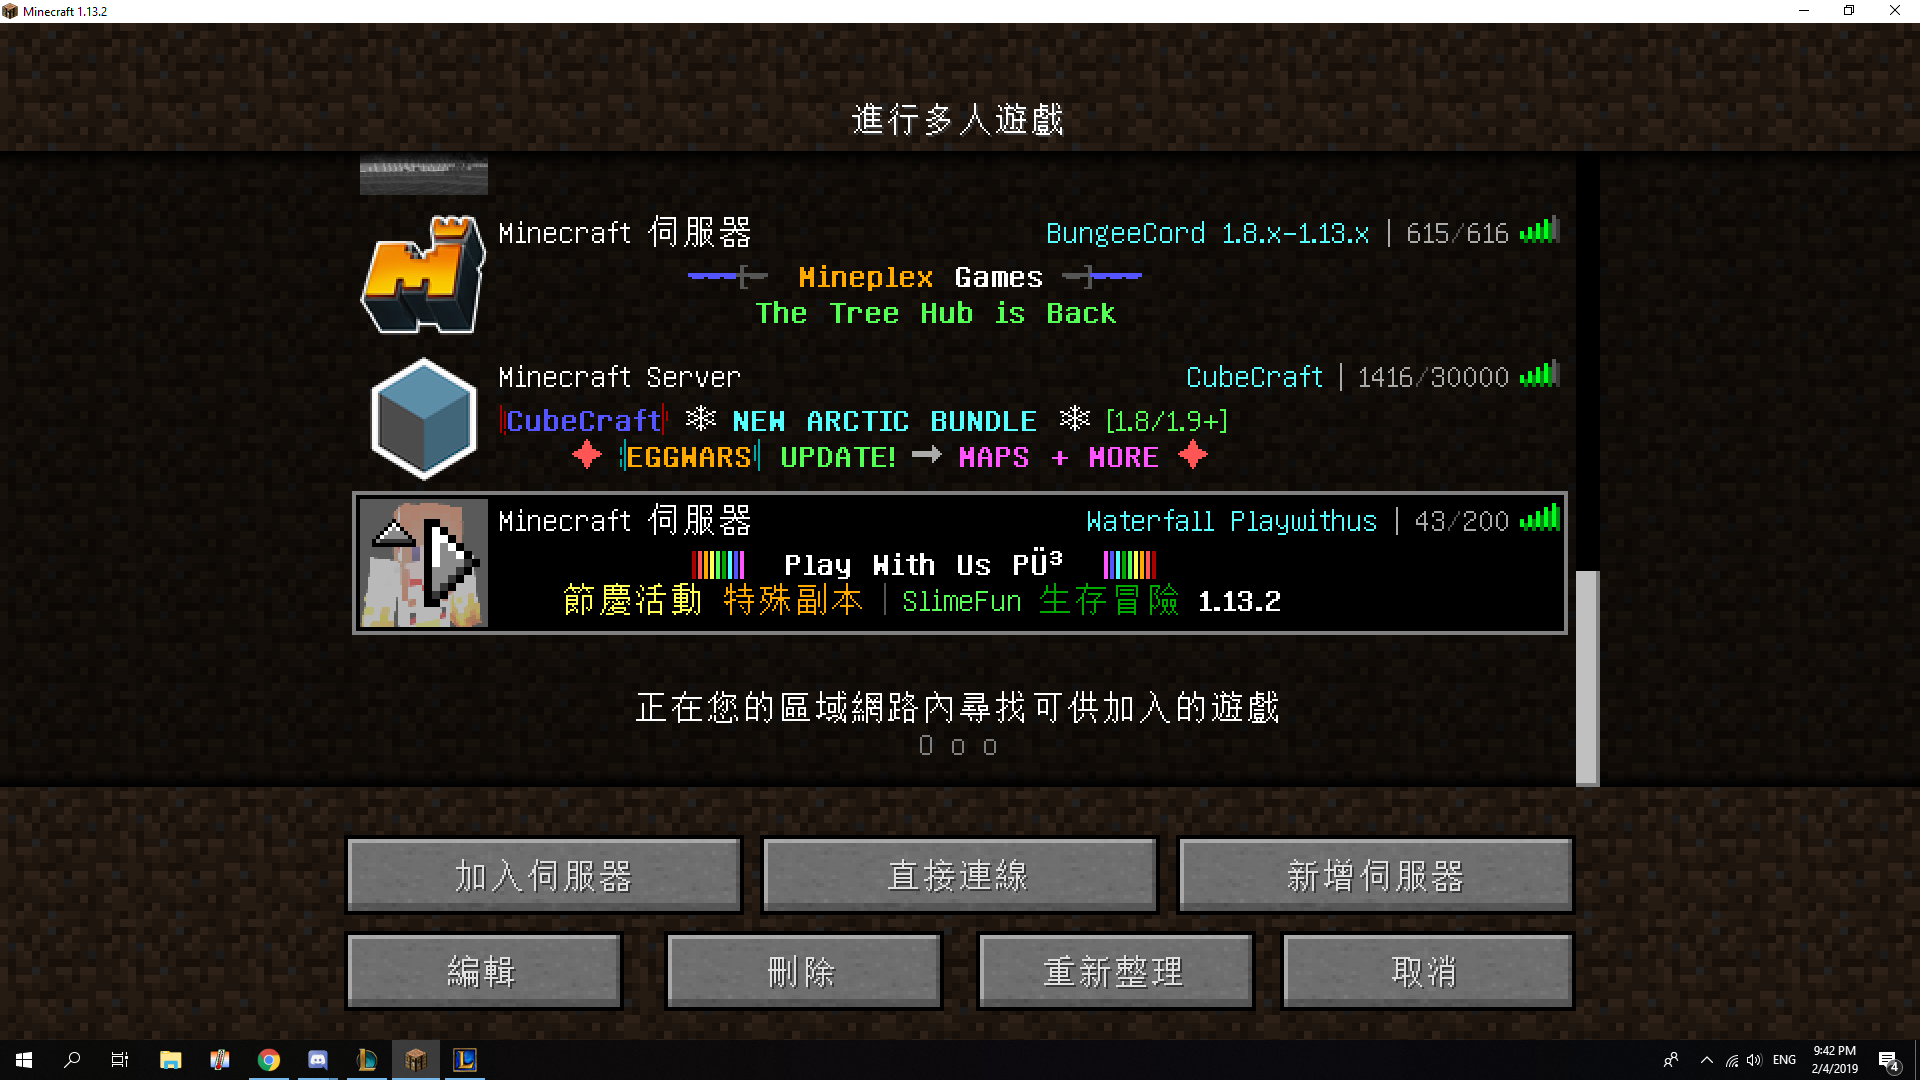 Minecraft 1.13.2
進行多人遊戲
Minecraft 伺服器 BungeeCord 1.8.x-1.13.x | 615/616
Mineplex Games
The Tree Hub is Back
Minecraft Server CubeCraft | 1416/30000
CubeCraft ❄ NEW ARCTIC BUNDLE ❄ [1.8/1.9+]
✦ EGGWARS UPDATE! → MAPS + MORE ✦
Minecraft 伺服器 Waterfall Playwithus | 43/200
Play With Us PÜ³
節慶活動 特殊副本 | SlimeFun 生存冒險 1.13.2
正在您的區域網路內尋找可供加入的遊戲
O o o
加入伺服器 直接連線 新增伺服器
編輯 刪除 重新整理 取消
ENG 9:42 PM
2/4/2019 4